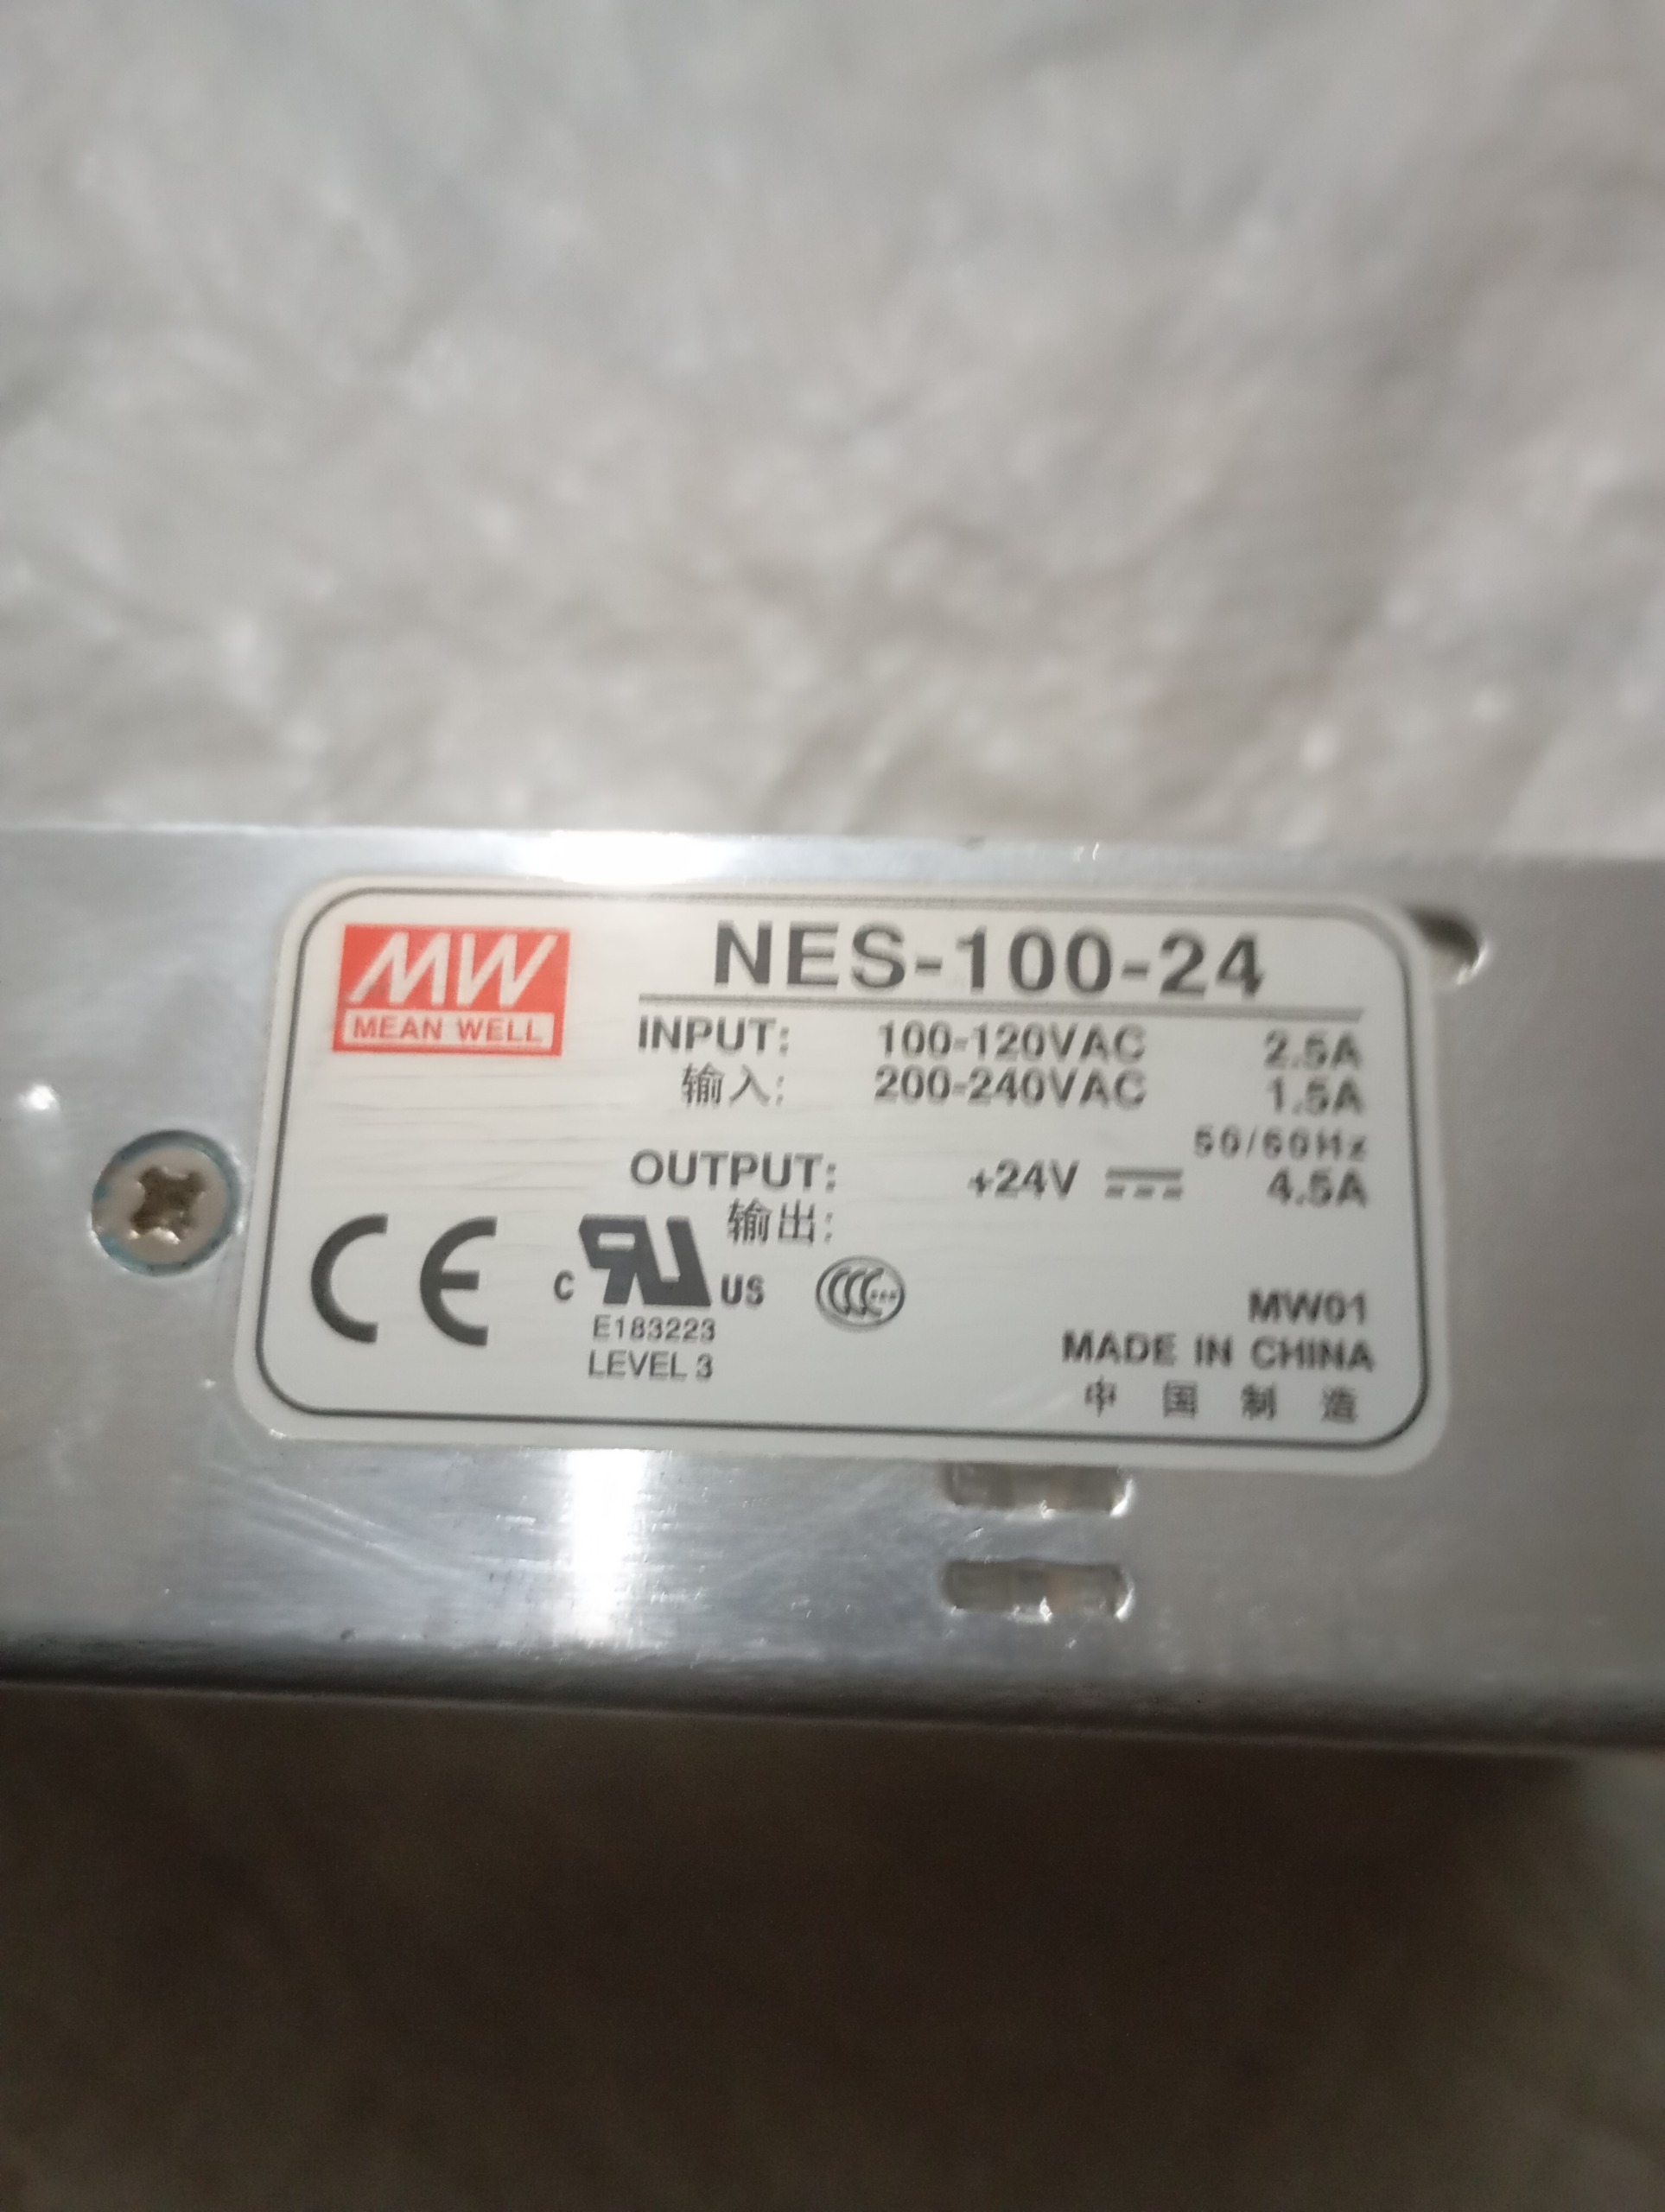 MW
MEAN WELL
NES-100-24
INPUT: 100-120VAC 2.5A
输入: 200-240VAC 1.5A
50/60Hz
OUTPUT: +24V 4.5A
输出:
CE
c RU US
E183223
LEVEL 3
CCC
MW01
MADE IN CHINA
中国制造